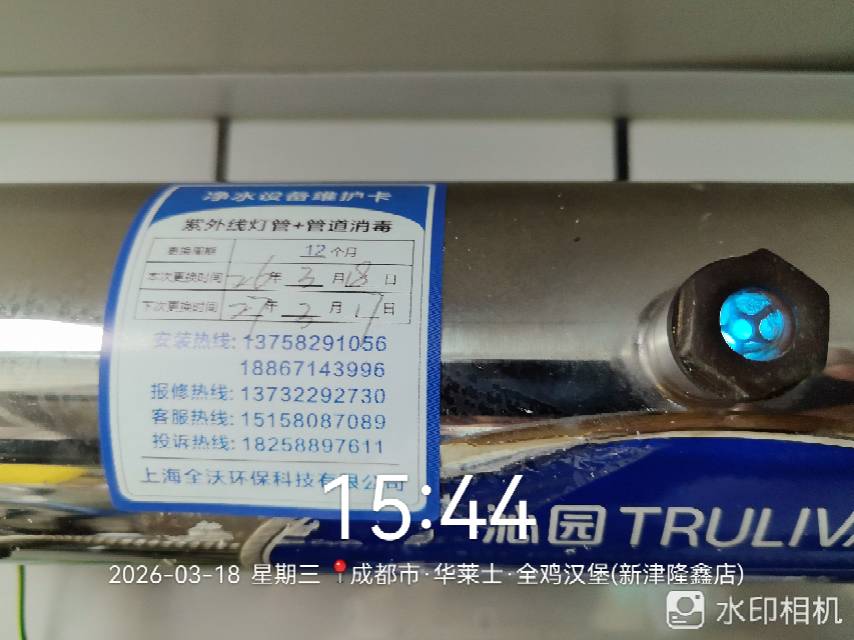 净水设备维护卡
紫外线灯管+管道消毒
更换周期 12个月
本次更换时间 26年 3月18日
下次更换时间 27年 3月17日
安装热线: 13758291056
18867143996
报修热线: 13732292730
客服热线: 15158087089
投诉热线: 18258897611
上海全沃环保科技有限公司
15:44
沁园 TRULIVA
2026-03-18 星期三 📍成都市·华莱士·全鸡汉堡(新津隆鑫店)
水印相机